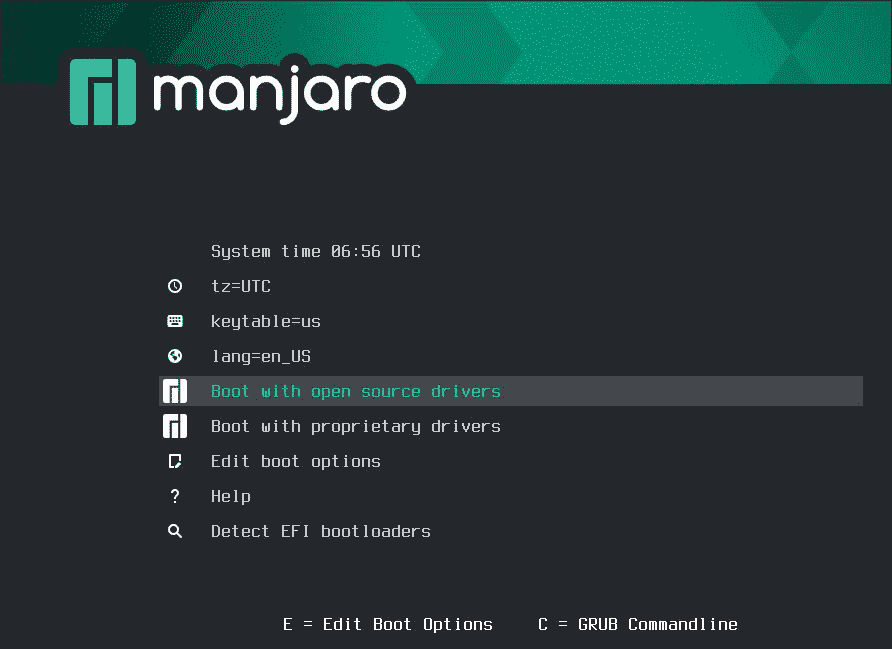 manjaro
System time 06:56 UTC
tz=UTC
keytable=us
lang=en_US
Boot with open source drivers
Boot with proprietary drivers
Edit boot options
Help
Detect EFI bootloaders
E = Edit Boot Options C = GRUB Commandline